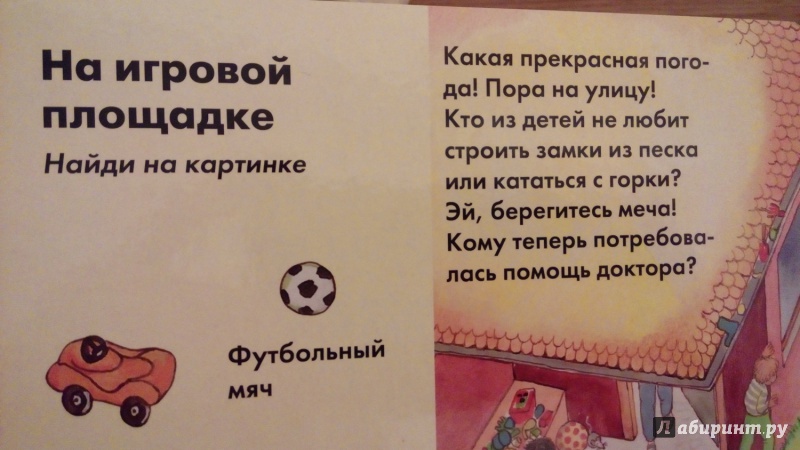 На игровой
площадке
Найди на картинке
Футбольный
мяч
Какая прекрасная пого-
да! Пора на улицу!
Кто из детей не любит
строить замки из песка
или кататься с горки?
Эй, берегитесь меча!
Кому теперь потребова-
лась помощь доктора?
Лабиринт.ру